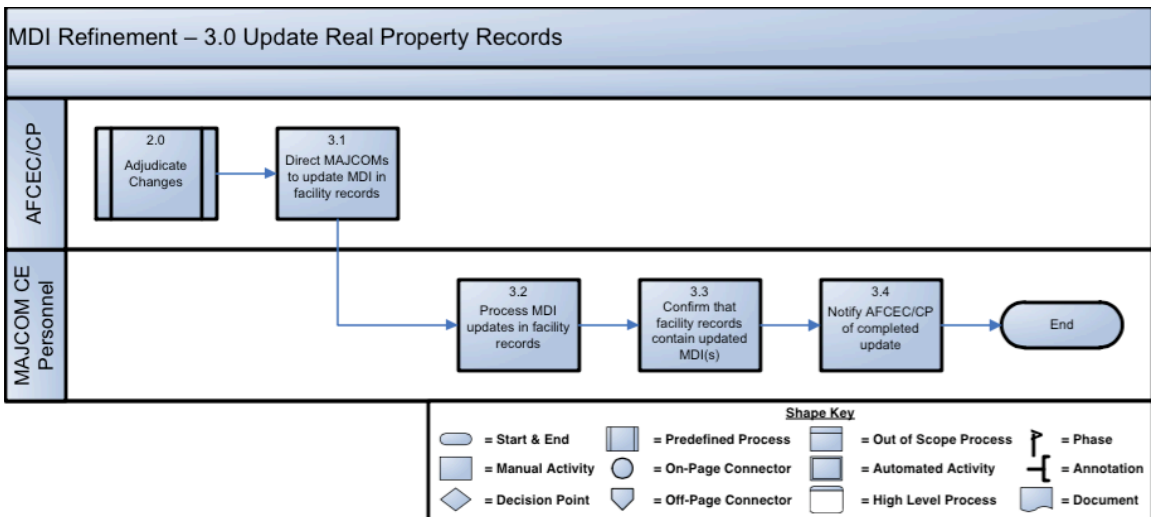 MDI Refinement – 3.0 Update Real Property Records
AFCEC/CP
2.0
Adjudicate
Changes
3.1
Direct MAJCOMs
to update MDI in
facility records
MAJCOM CE
Personnel
3.2
Process MDI
updates in facility
records
3.3
Confirm that
facility records
contain updated
MDI(s)
3.4
Notify AFCEC/CP
of completed
update
End
Shape Key
= Start & End
= Predefined Process
= Out of Scope Process
= Phase
= Manual Activity
= On-Page Connector
= Automated Activity
= Annotation
= Decision Point
= Off-Page Connector
= High Level Process
= Document